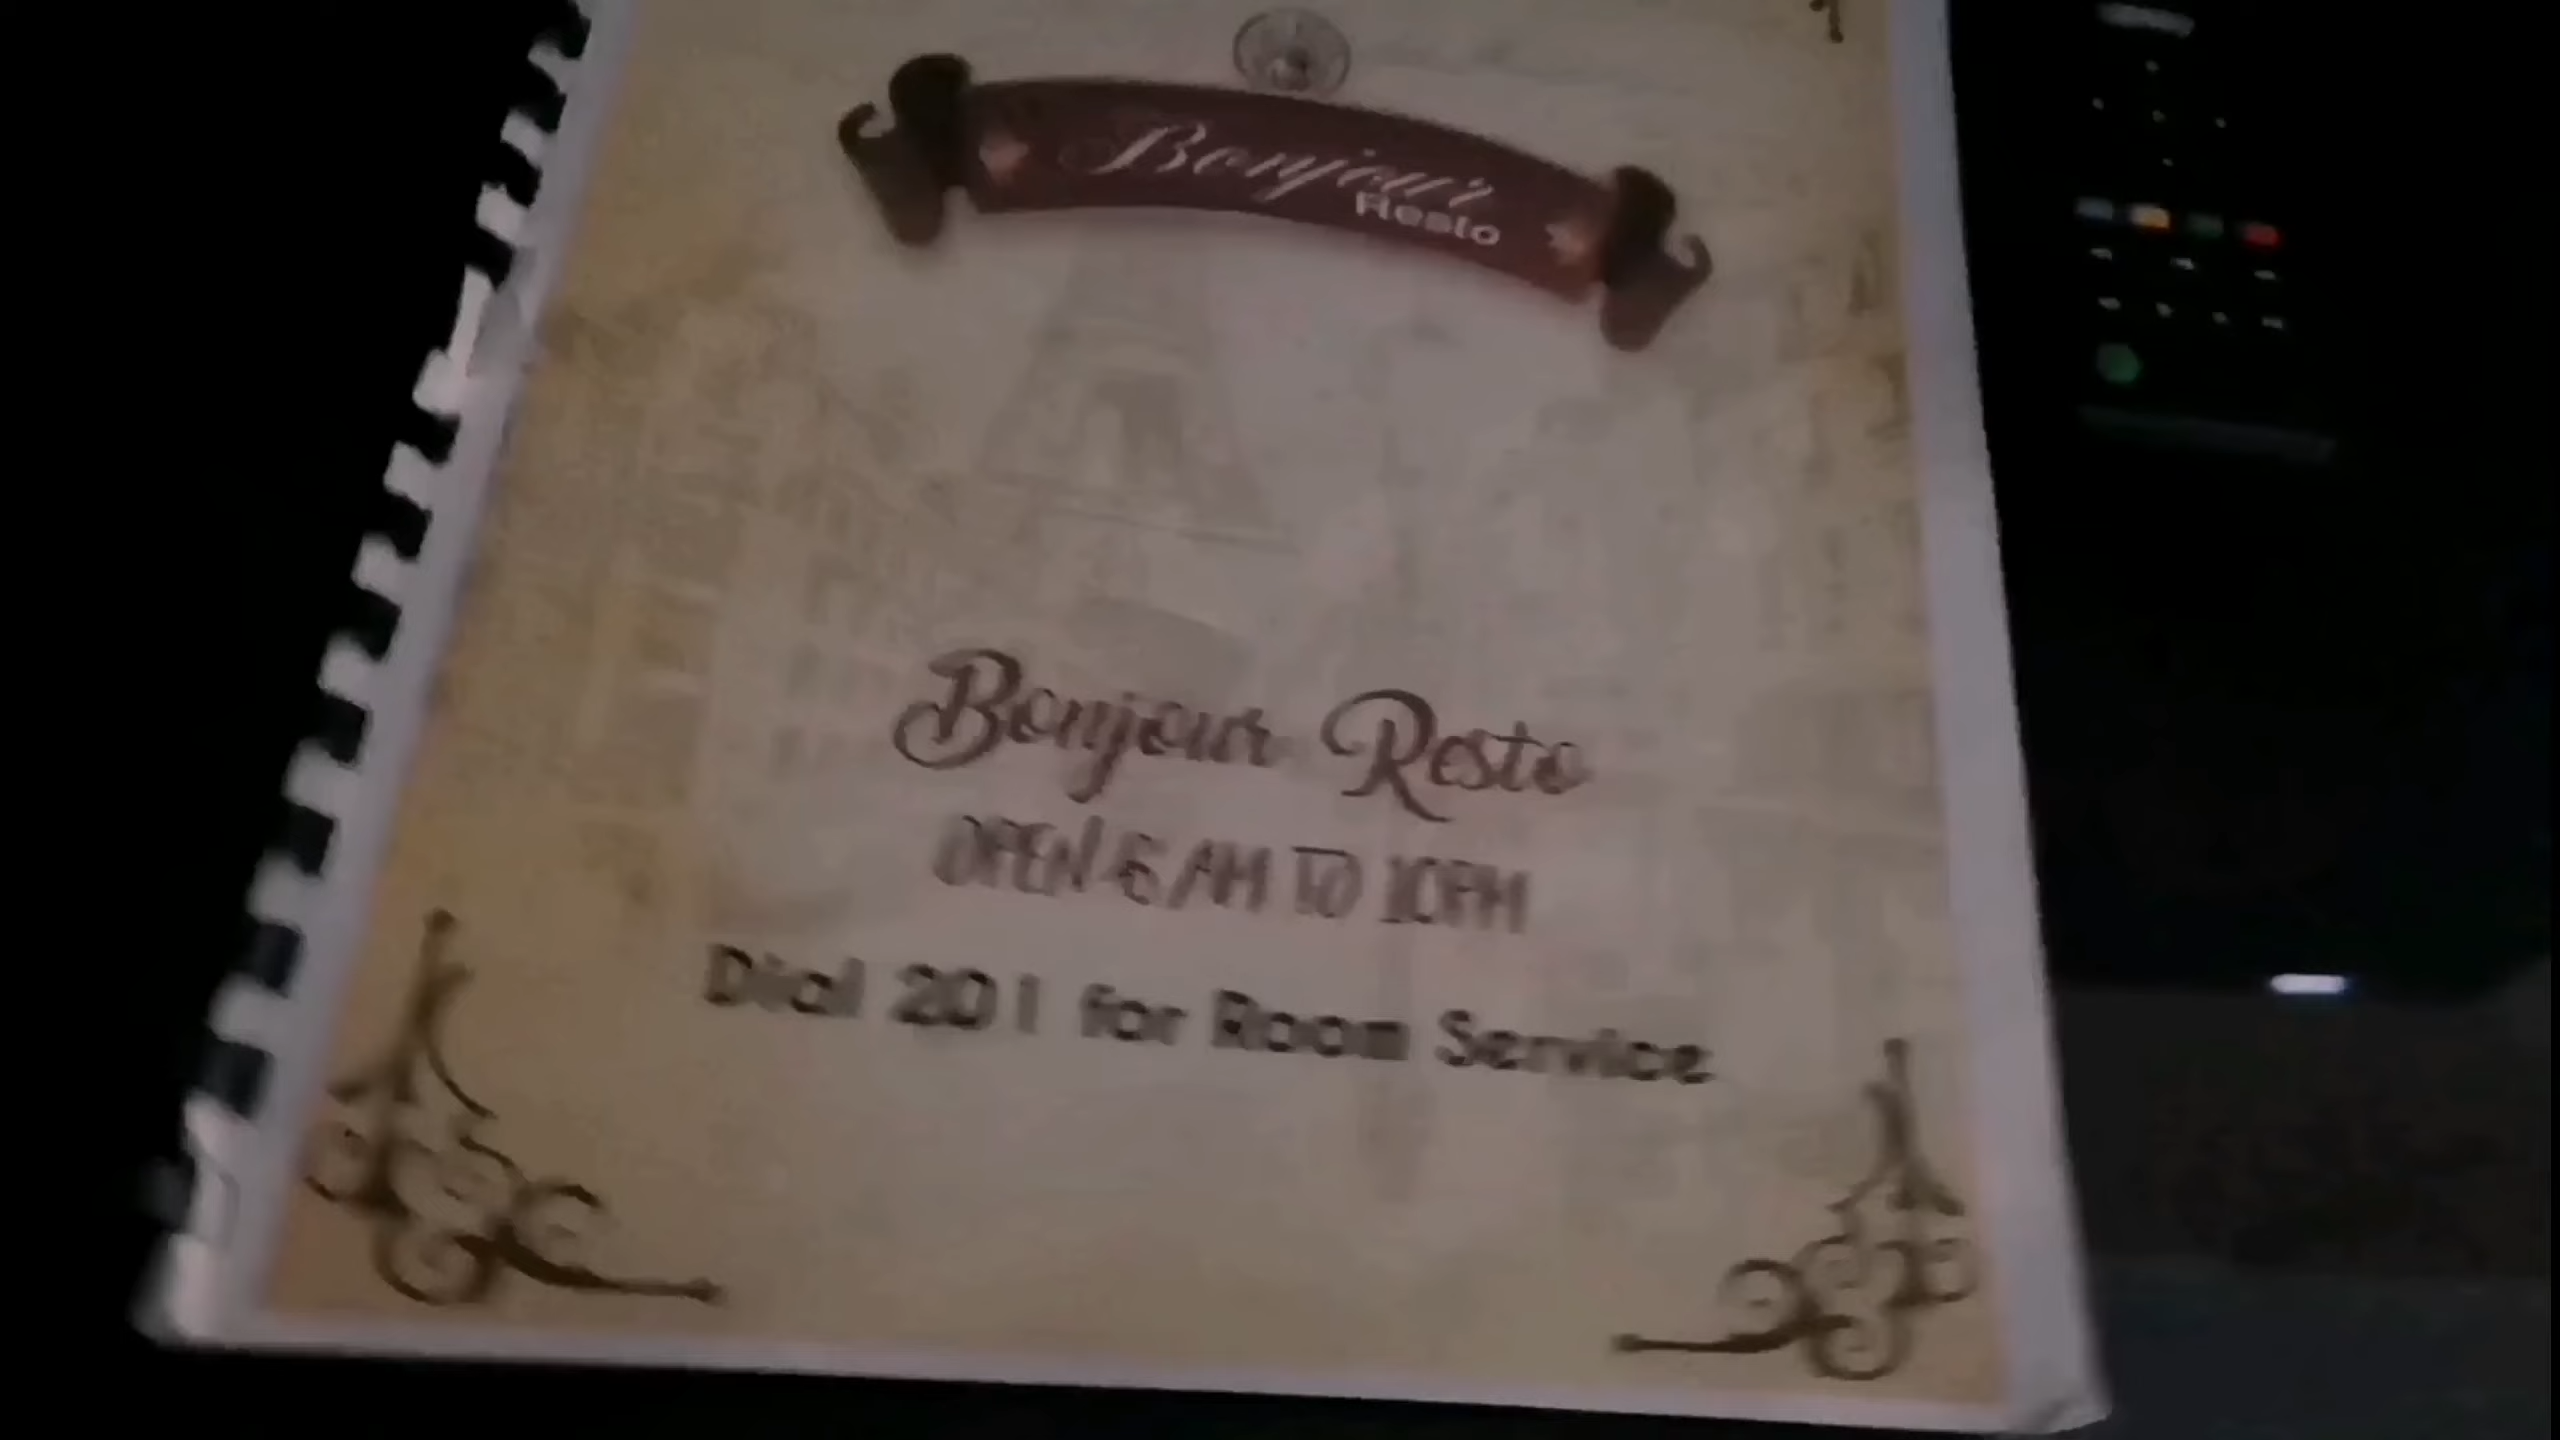 Bonjour
Resto
Bonjour Resto
OPEN 6 AM TO 10PM
Dial 201 for Room Service